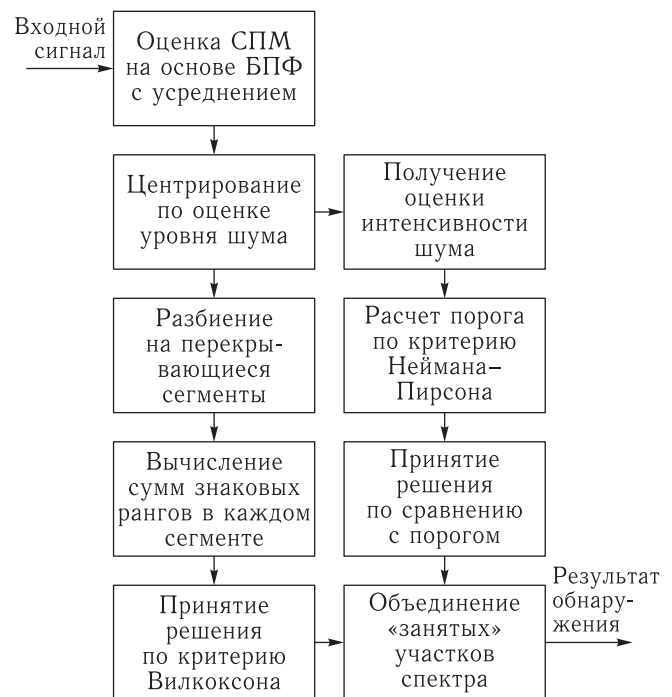 Входной
сигнал
Оценка СПМ
на основе БПФ
с усреднением
Центрирование
по оценке
уровня шума
Получение
оценки
интенсивности
шума
Разбиение
на перекры-
вающиеся
сегменты
Расчет порога
по критерию
Неймана–
Пирсона
Вычисление
сумм знаковых
рангов в каждом
сегменте
Принятие
решения
по сравнению
с порогом
Принятие
решения
по критерию
Вилкоксона
Объединение
«занятых»
участков
спектра
Результат
обнару-
жения